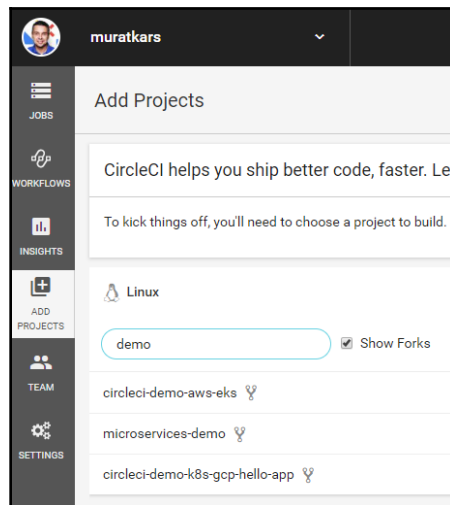 muratkars
JOBS
WORKFLOWS
INSIGHTS
ADD
PROJECTS
TEAM
SETTINGS
Add Projects
CircleCI helps you ship better code, faster. Le
To kick things off, you'll need to choose a project to build.
Linux
demo
Show Forks
circleci-demo-aws-eks
microservices-demo
circleci-demo-k8s-gcp-hello-app